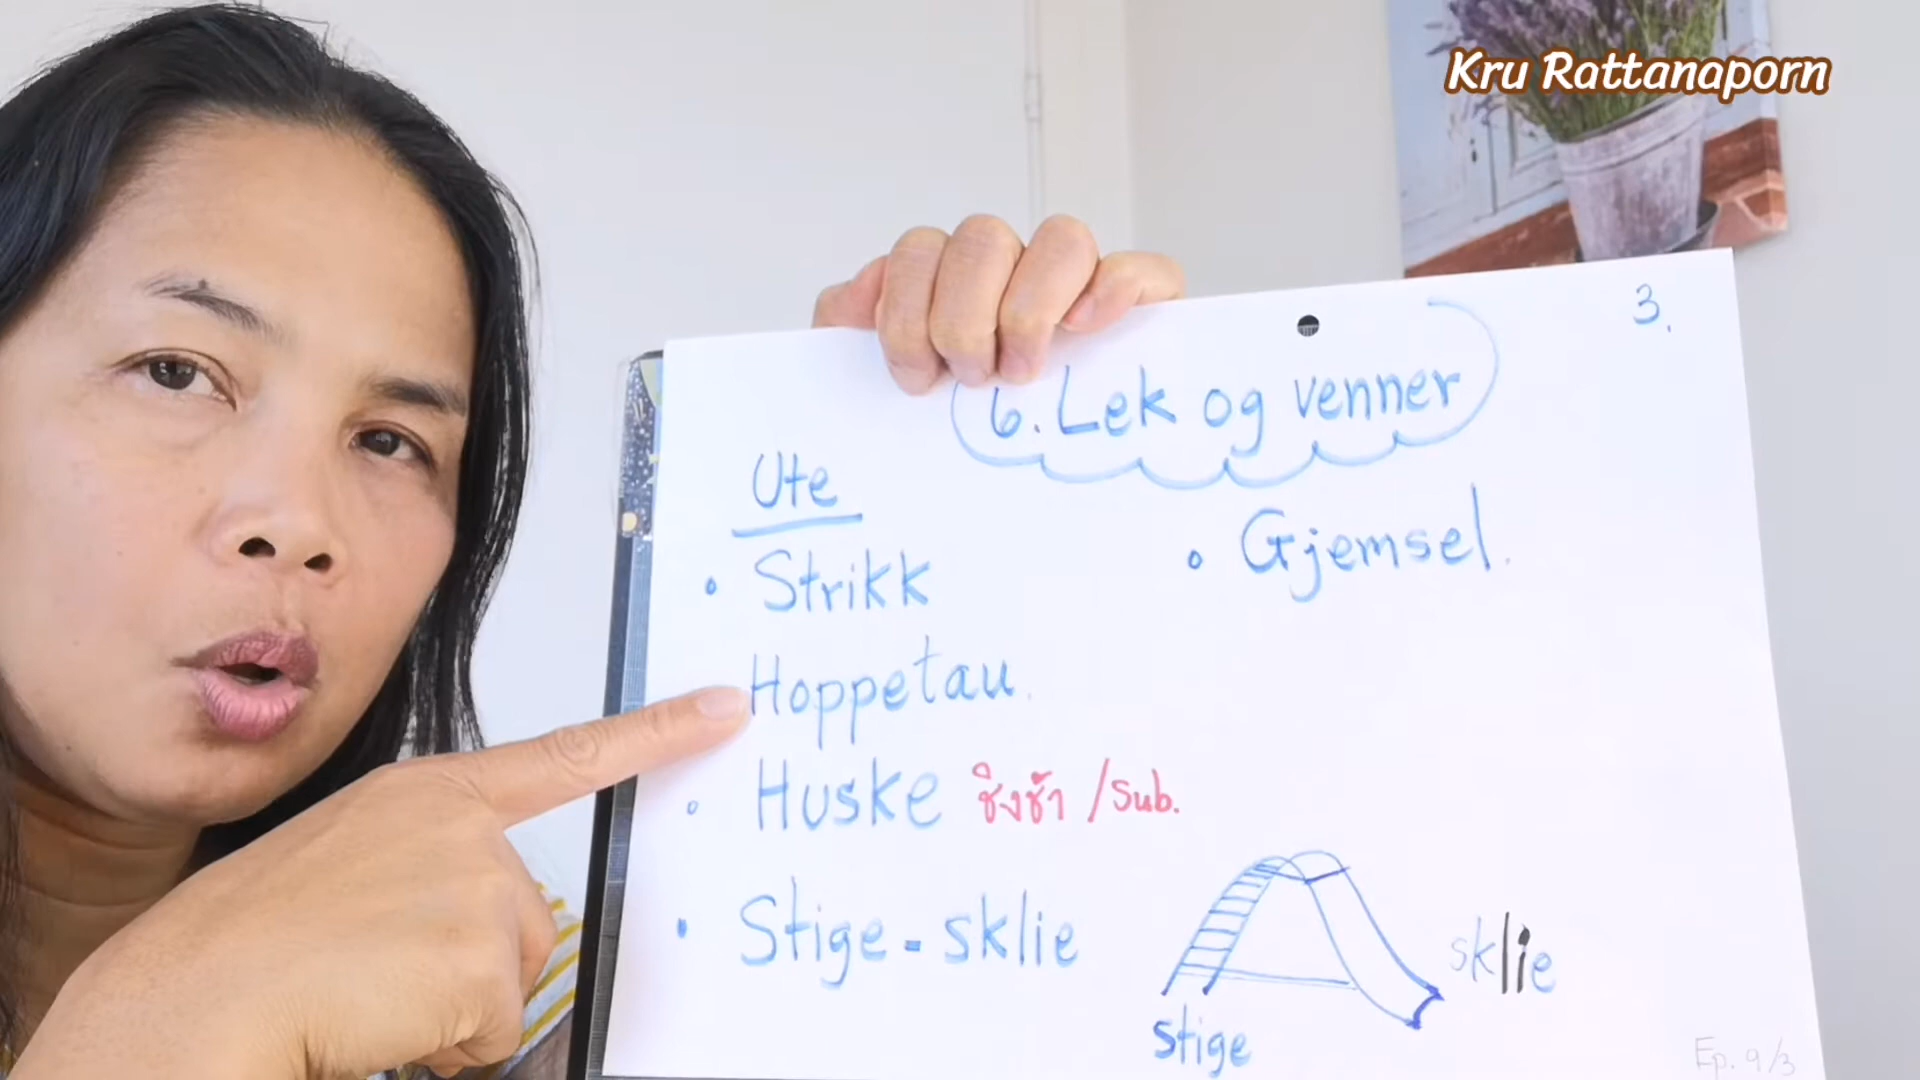 Kru Rattanaporn
3.
6. Lek og venner
Ute
• Strikk
Hoppetau.
• Huske ชิงช้า /Sub.
• Stige - sklie
• Gjemsel.
sklie
stige
Ep. 9/3